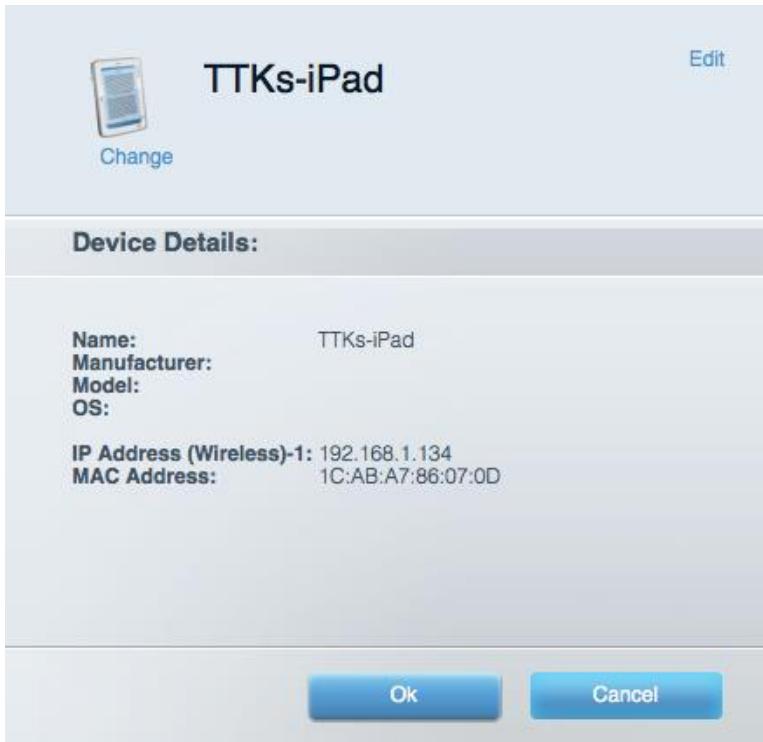 TTKs-iPad
Edit
Change
Device Details:
Name: TTKs-iPad
Manufacturer:
Model:
OS:
IP Address (Wireless)-1: 192.168.1.134
MAC Address: 1C:AB:A7:86:07:0D
Ok Cancel